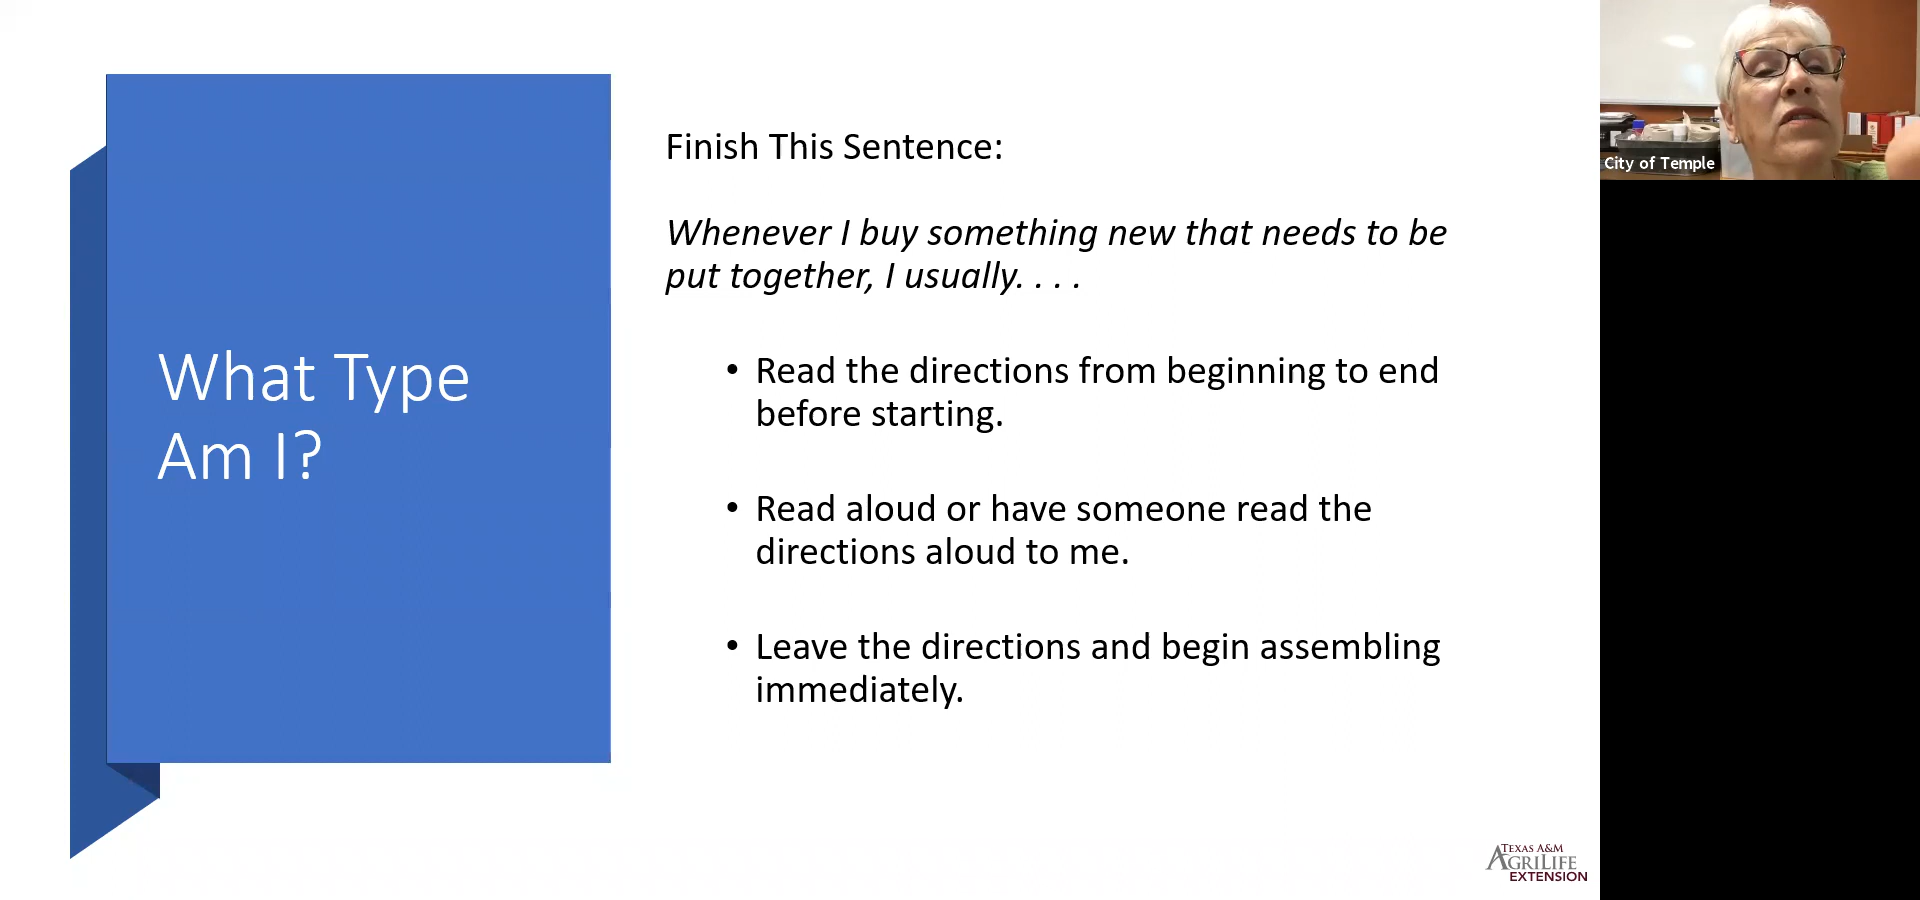 What Type
Am I?
Finish This Sentence:
Whenever I buy something new that needs to be
put together, I usually. . . .
• Read the directions from beginning to end
before starting.
• Read aloud or have someone read the
directions aloud to me.
• Leave the directions and begin assembling
immediately.
City of Temple
TEXAS A&M
AGRILIFE
EXTENSION